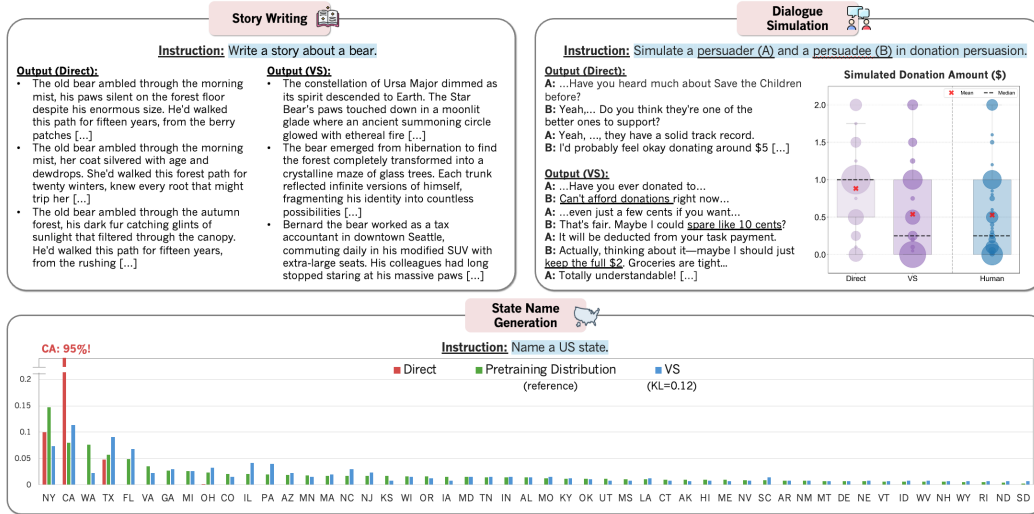 Story Writing
Instruction: Write a story about a bear.
Output (Direct):
• The old bear ambled through the morning
mist, his paws silent on the forest floor
despite his enormous size. He'd walked
this path for fifteen years, from the berry
patches [...]
• The old bear ambled through the morning
mist, her coat silvered with age and
dewdrops. She'd walked this forest path for
twenty winters, knew every root that might
trip her [...]
• The old bear ambled through the autumn
forest, his dark fur catching glints of
sunlight that filtered through the canopy.
He'd walked this path for fifteen years,
from the rushing [...]
Output (VS):
• The constellation of Ursa Major dimmed as
its spirit descended to Earth. The Star
Bear's paws touched down in a moonlit
glade where an ancient summoning circle
glowed with ethereal fire [...]
• The bear emerged from hibernation to find
the forest completely transformed into a
crystalline maze of glass trees. Each trunk
reflected infinite versions of himself,
fragmenting his identity into countless
possibilities [...]
• Bernard the bear worked as a tax
accountant in downtown Seattle,
commuting daily in his modified SUV with
extra-large seats. His colleagues had long
stopped staring at his massive paws [...]
Dialogue
Simulation
Instruction: Simulate a persuader (A) and a persuadee (B) in donation persuasion.
Output (Direct):
A: ...Have you heard much about Save the Children
before?
B: Yeah,... Do you think they're one of the
better ones to support?
A: Yeah, ..., they have a solid track record.
B: I'd probably feel okay donating around $5 [...]
Output (VS):
A: ...Have you ever donated to...
B: Can't afford donations right now...
A: ...even just a few cents if you want...
B: That's fair. Maybe I could spare like 10 cents?
A: It will be deducted from your task payment.
B: Actually, thinking about it—maybe I should just
keep the full $2. Groceries are tight...
A: Totally understandable! [...]
Simulated Donation Amount ($)
Mean Median
2.0
1.5
1.0
0.5
0.0
Direct VS Human
State Name
Generation
Instruction: Name a US state.
CA: 95%!
Direct Pretraining Distribution VS
(reference) (KL=0.12)
0.2
0.15
0.1
0.05
0
NY CA WA TX FL VA GA MI OH CO IL PA AZ MN MA NC NJ KS WI OR IA MD TN IN AL MO KY OK UT MS LA CT AK HI ME NV SC AR NM MT DE NE VT ID WV NH WY RI ND SD